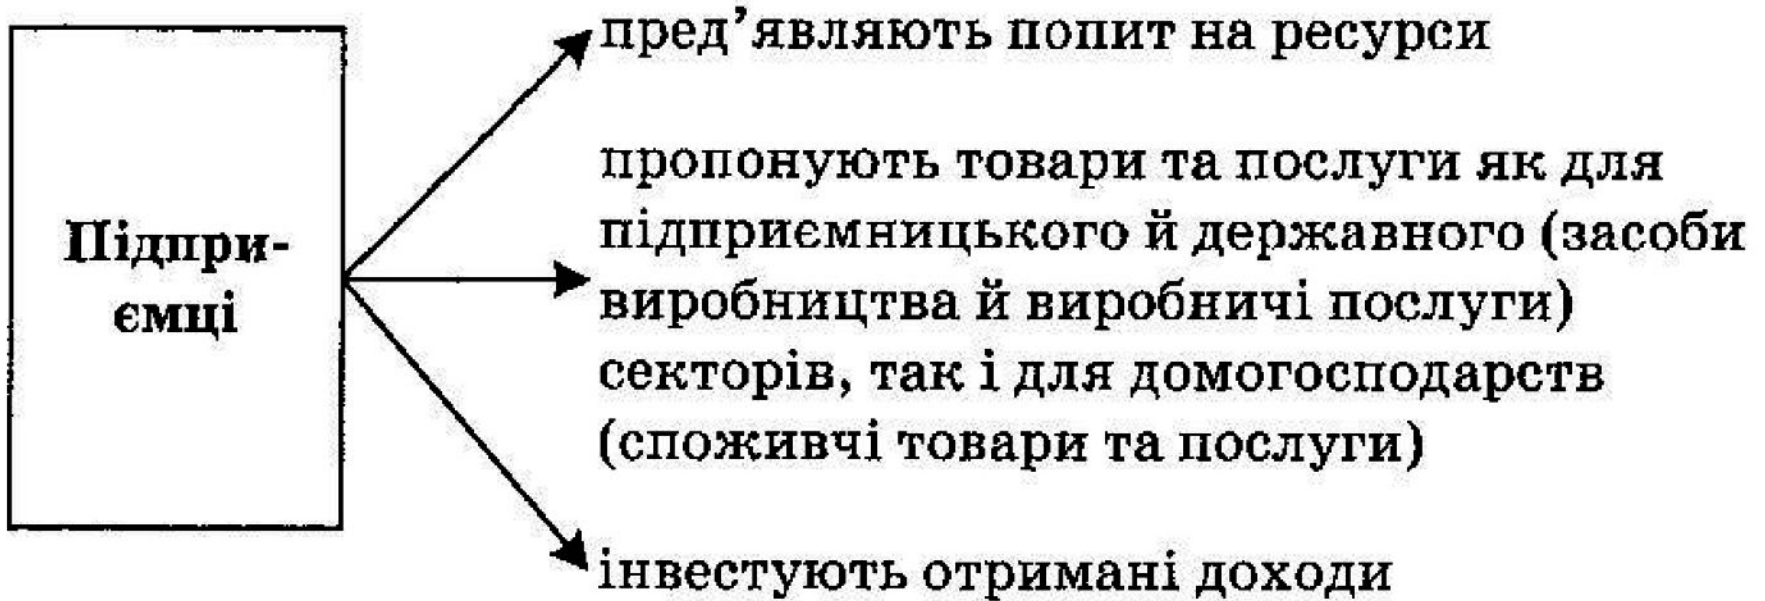 Підпри-
ємці
пред’являють попит на ресурси
пропонують товари та послуги як для
підприємницького й державного (засоби
виробництва й виробничі послуги)
секторів, так і для домогосподарств
(споживчі товари та послуги)
інвестують отримані доходи